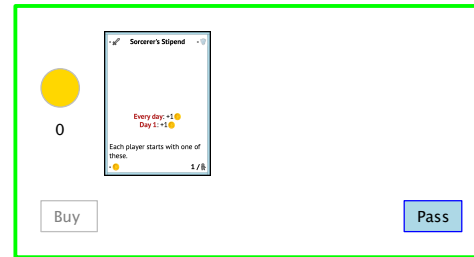 - Sorcerer's Stipend -
Every day: +1
Day 1: +1
Each player starts with one of
these.
- 1 /
0
Buy
Pass